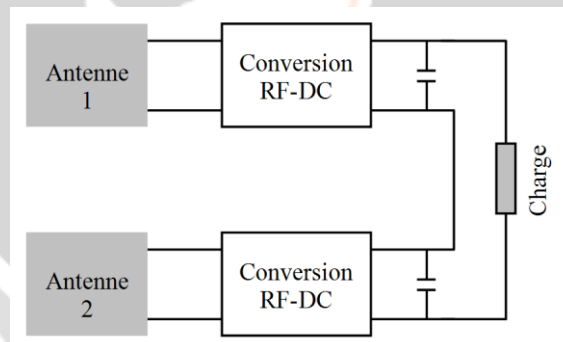 Antenne
1
Conversion
RF-DC
Charge
Antenne
2
Conversion
RF-DC